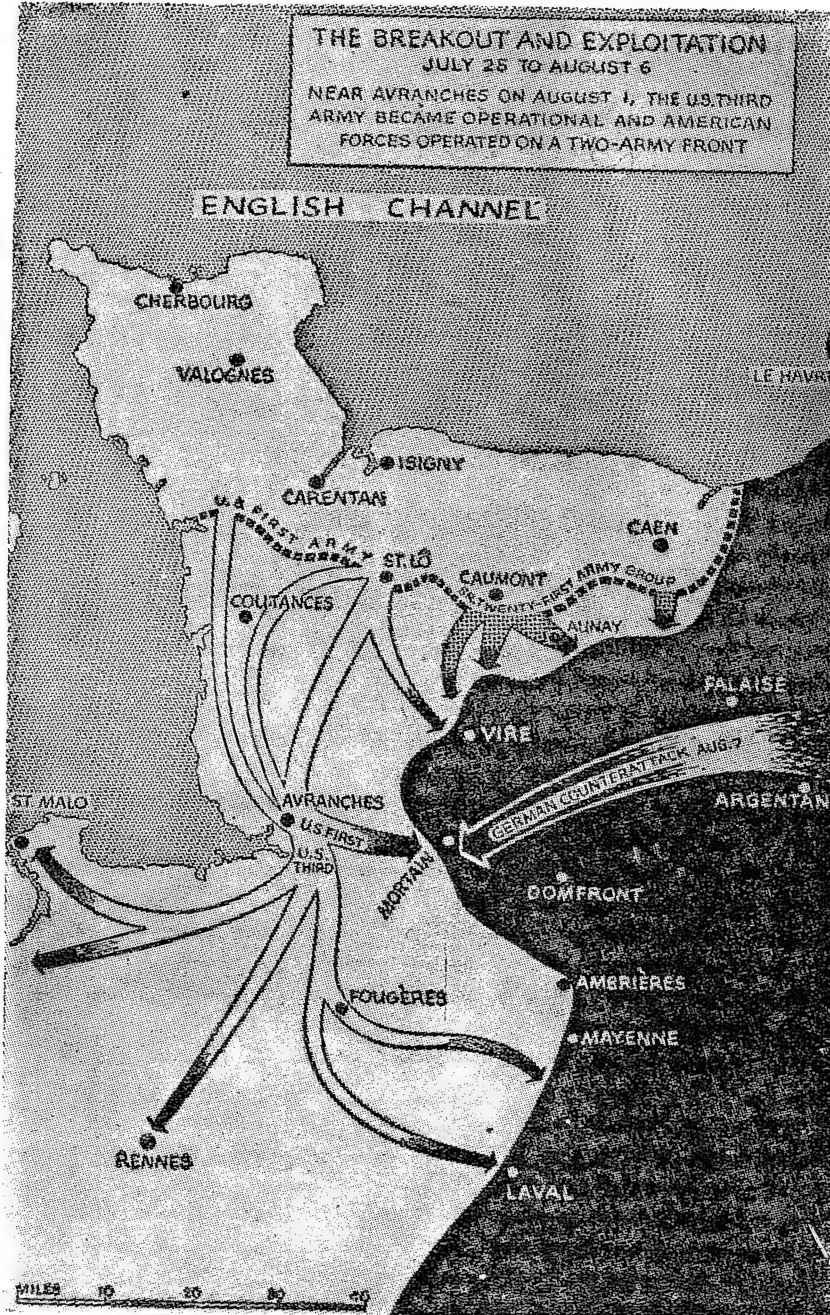 THE BREAKOUT AND EXPLOITATION
JULY 25 TO AUGUST 6
NEAR AVRANCHES ON AUGUST 1, THE U.S. THIRD
ARMY BECAME OPERATIONAL AND AMERICAN
FORCES OPERATED ON A TWO-ARMY FRONT
ENGLISH CHANNEL
CHERBOURG
VALOGNES
LE HAVRE
ISIGNY
CARENTAN
U.S. FIRST ARMY
CAEN
ST. LÔ
CAUMONT
TWENTY-FIRST ARMY GROUP
COUTANCES
AUNAY
FALAISE
VIRE
GERMAN COUNTERATTACK, AUG. 7
ST. MALO
AVRANCHES
ARGENTAN
U.S. FIRST
U.S.
THIRD
MORTAIN
DOMFRONT
AMBRIÈRES
FOUGÈRES
MAYENNE
RENNES
LAVAL
MILES 10 20 30 40